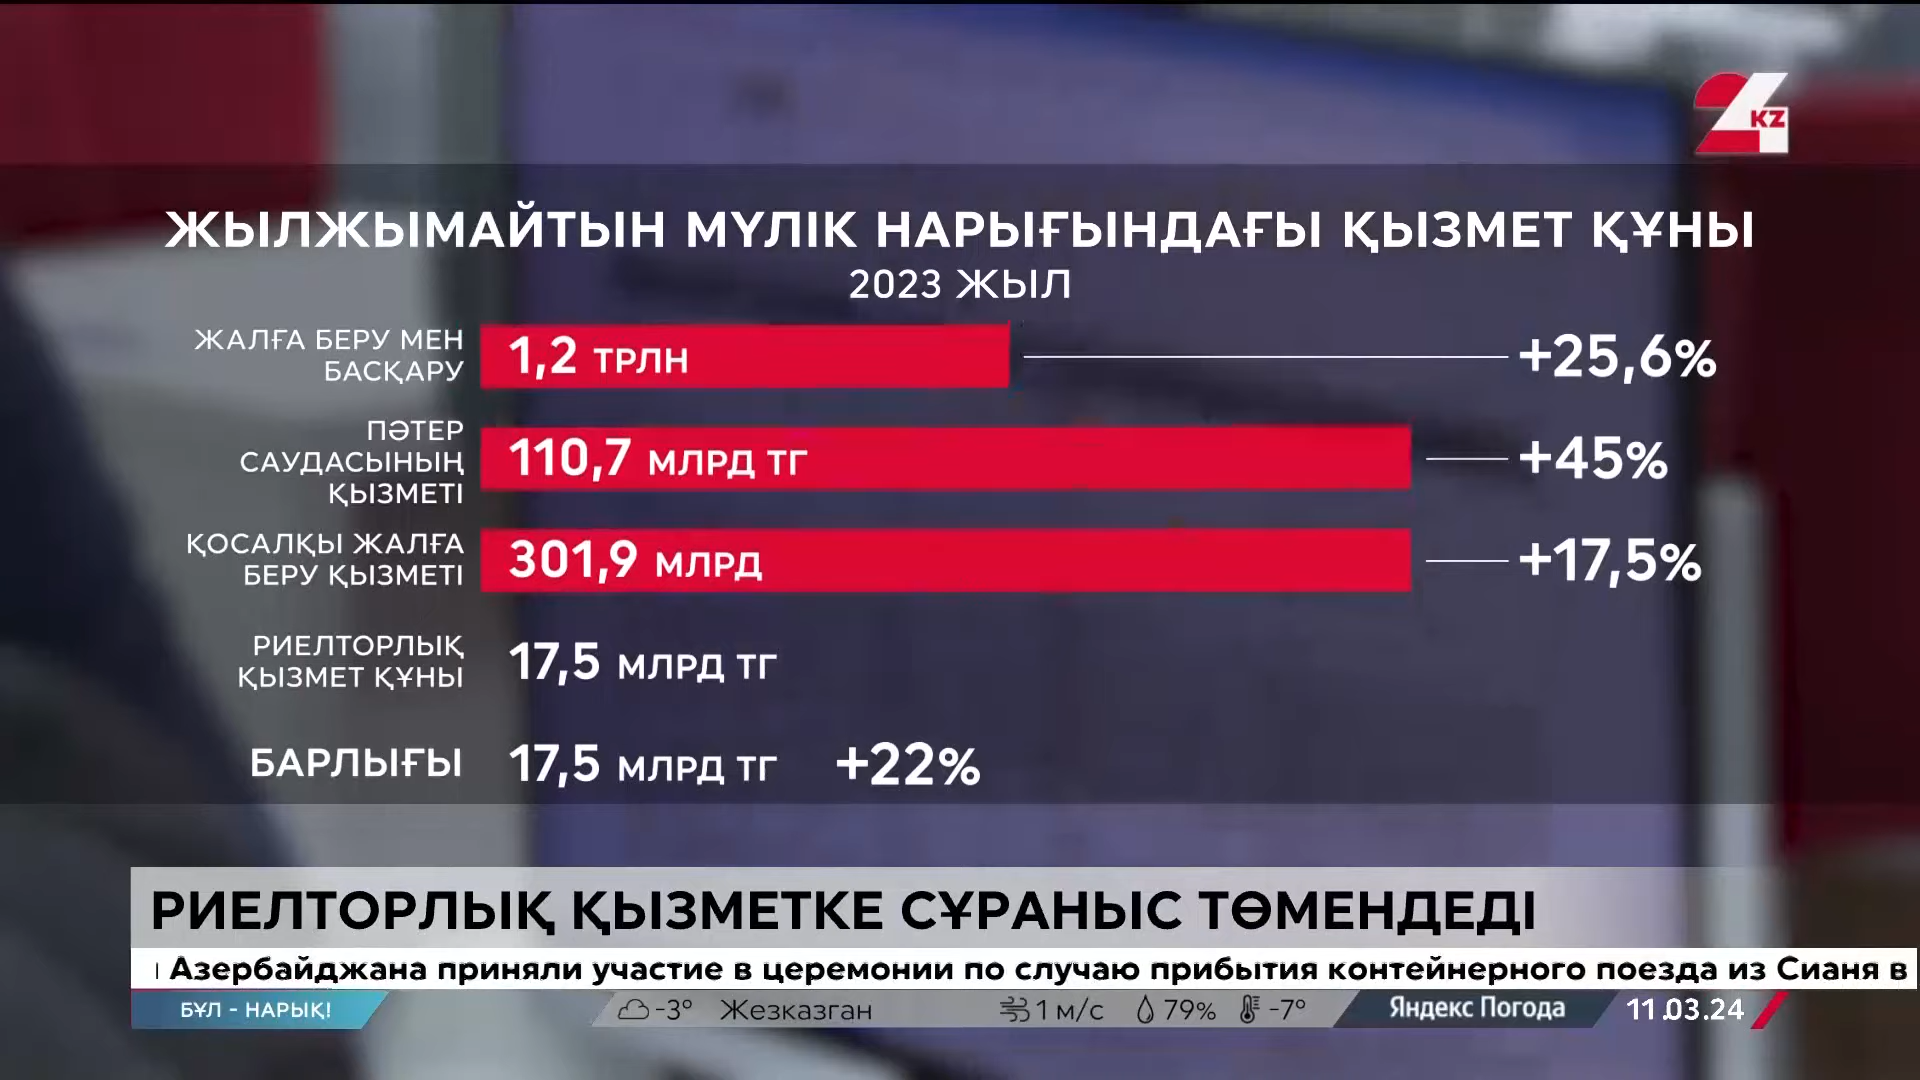 24 KZ
ЖЫЛЖЫМАЙТЫН МҮЛІК НАРЫҒЫНДАҒЫ ҚЫЗМЕТ ҚҰНЫ
2023 ЖЫЛ
ЖАЛҒА БЕРУ МЕН
БАСҚАРУ
1,2 ТРЛН
+25,6%
ПӘТЕР
САУДАСЫНЫҢ
ҚЫЗМЕТІ
110,7 МЛРД ТГ
+45%
ҚОСАЛҚЫ ЖАЛҒА
БЕРУ ҚЫЗМЕТІ
301,9 МЛРД
+17,5%
РИЕЛТОРЛЫҚ
ҚЫЗМЕТ ҚҰНЫ
17,5 МЛРД ТГ
БАРЛЫҒЫ 17,5 МЛРД ТГ +22%
РИЕЛТОРЛЫҚ ҚЫЗМЕТКЕ СҰРАНЫС ТӨМЕНДЕДІ
Азербайджана приняли участие в церемонии по случаю прибытия контейнерного поезда из Сианя в
БҰЛ - НАРЫҚ! -3° Жезказган 1 м/с 79% -7° Яндекс Погода 11.03.24